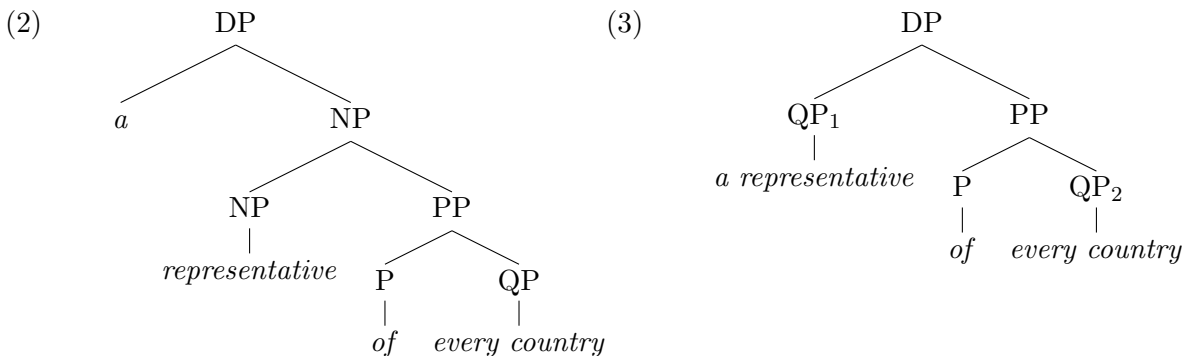 (2) DP (3) DP
a NP QP₁ PP
a representative P QP₂
NP PP
of every country
representative P QP
of every country